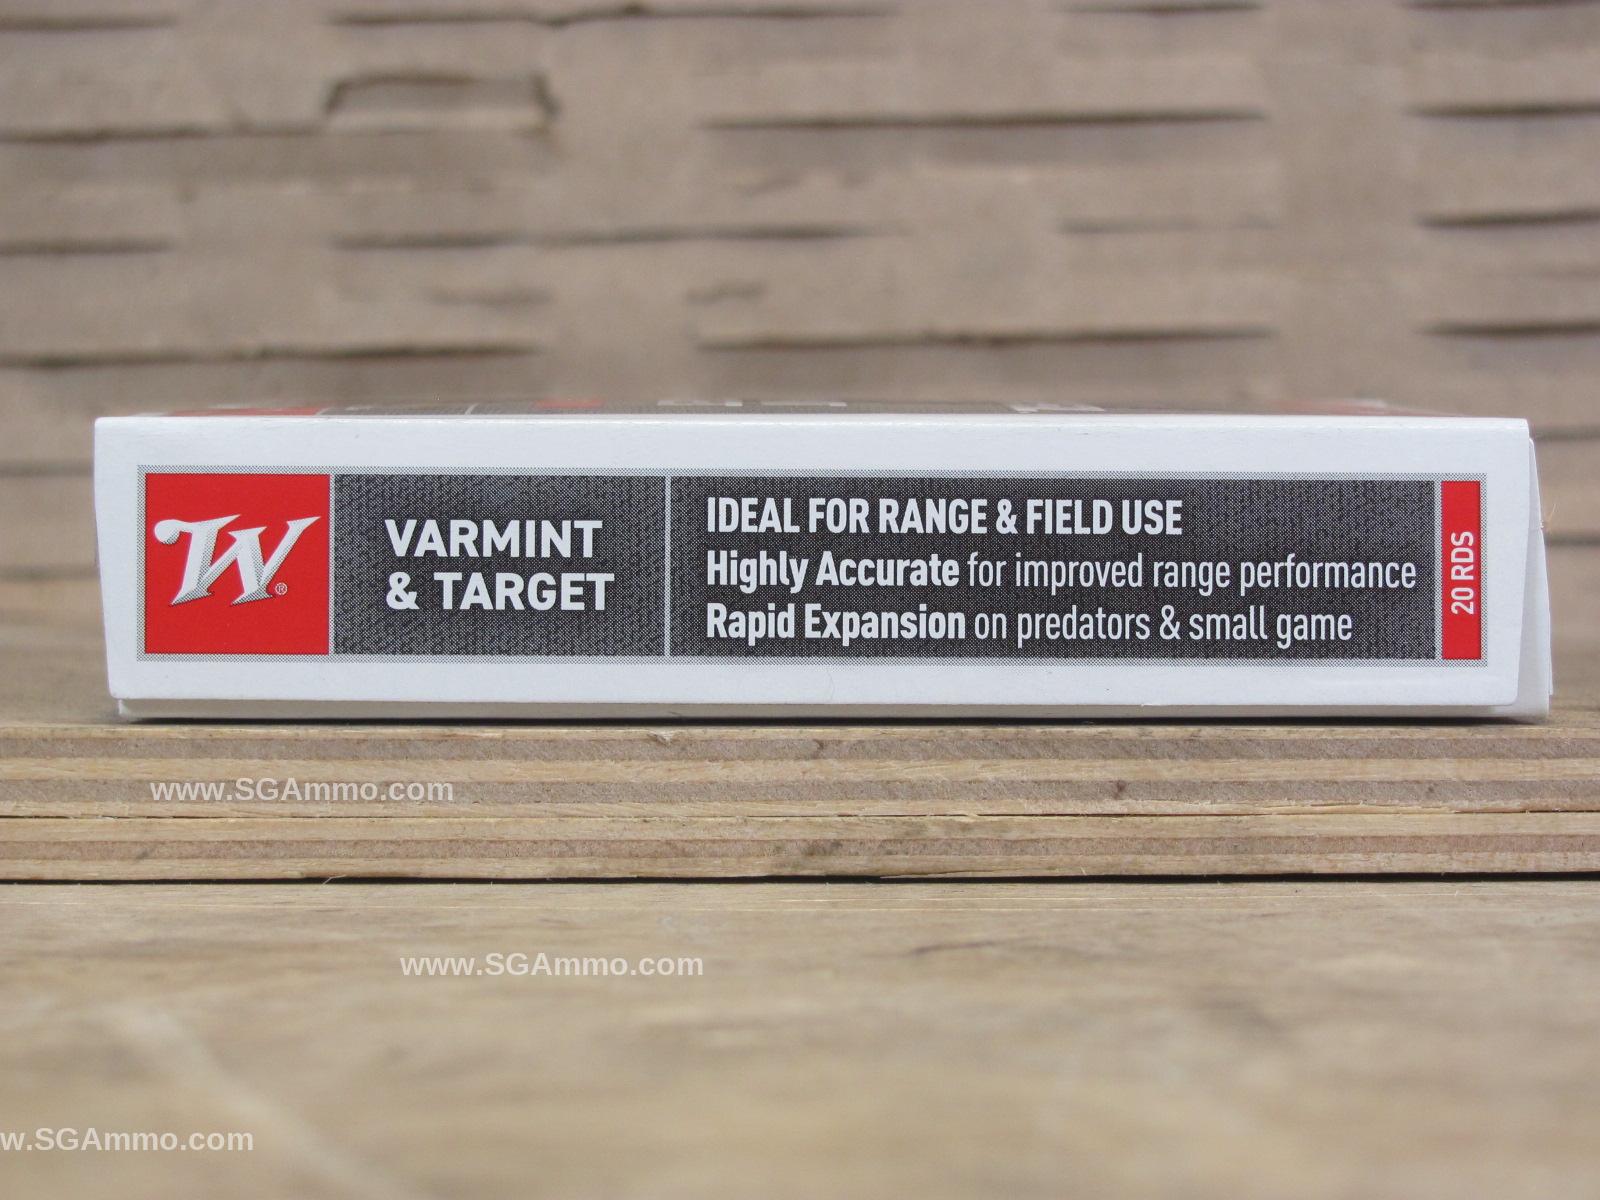 W®
VARMINT
& TARGET
IDEAL FOR RANGE & FIELD USE
Highly Accurate for improved range performance
Rapid Expansion on predators & small game
20 RDS
www.SGAmmo.com
www.SGAmmo.com
w.SGAmmo.com